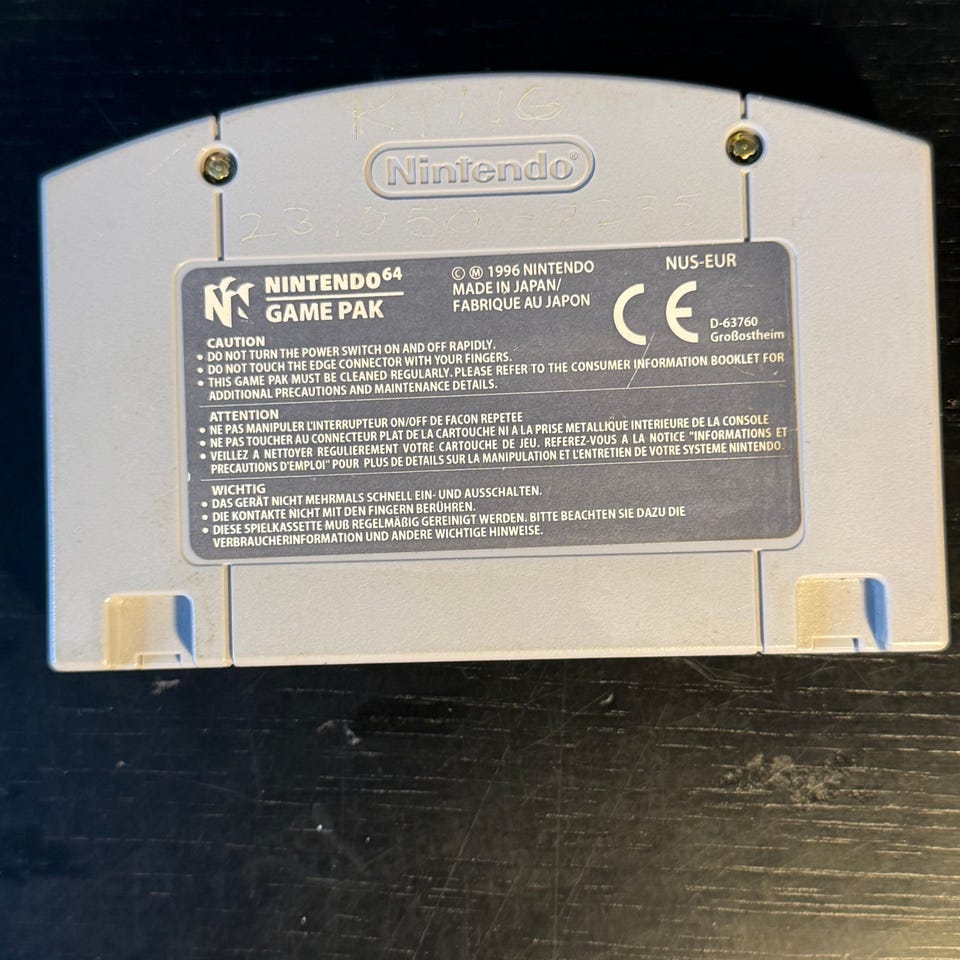 Nintendo®
NINTENDO⁶⁴
GAME PAK
© Ⓜ 1996 NINTENDO
MADE IN JAPAN/
FABRIQUE AU JAPON
NUS-EUR
CE
D-63760
Großostheim
CAUTION
• DO NOT TURN THE POWER SWITCH ON AND OFF RAPIDLY.
• DO NOT TOUCH THE EDGE CONNECTOR WITH YOUR FINGERS.
• THIS GAME PAK MUST BE CLEANED REGULARLY. PLEASE REFER TO THE CONSUMER INFORMATION BOOKLET FOR
ADDITIONAL PRECAUTIONS AND MAINTENANCE DETAILS.
ATTENTION
• NE PAS MANIPULER L'INTERRUPTEUR ON/OFF DE FACON REPETEE
• NE PAS TOUCHER AU CONNECTEUR PLAT DE LA CARTOUCHE NI A LA PRISE METALLIQUE INTERIEURE DE LA CONSOLE
• VEILLEZ A NETTOYER REGULIEREMENT VOTRE CARTOUCHE DE JEU. REFEREZ-VOUS A LA NOTICE "INFORMATIONS ET
PRECAUTIONS D'EMPLOI" POUR PLUS DE DETAILS SUR LA MANIPULATION ET L'ENTRETIEN DE VOTRE SYSTEME NINTENDO.
WICHTIG
• DAS GERÄT NICHT MEHRMALS SCHNELL EIN- UND AUSSCHALTEN.
• DIE KONTAKTE NICHT MIT DEN FINGERN BERÜHREN.
• DIESE SPIELKASSETTE MUß REGELMÄßIG GEREINIGT WERDEN. BITTE BEACHTEN SIE DAZU DIE
VERBRAUCHERINFORMATION UND ANDERE WICHTIGE HINWEISE.